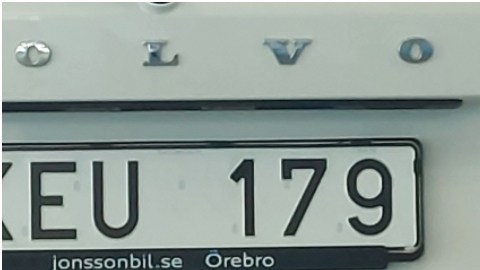 OLVO
KEU 179
jonssonbil.se Örebro